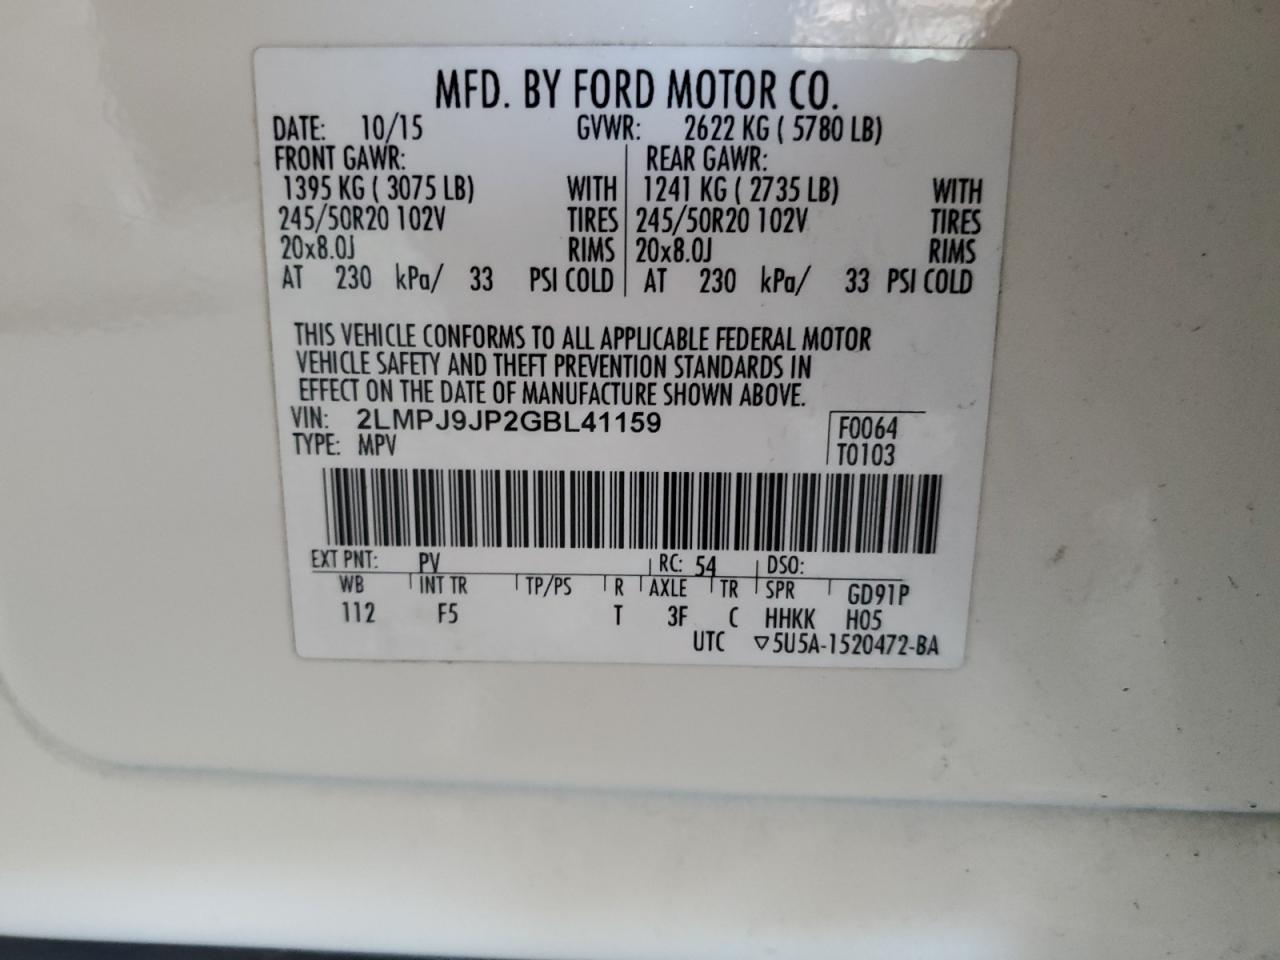 MFD. BY FORD MOTOR CO.
DATE: 10/15 GVWR: 2622 KG ( 5780 LB)
FRONT GAWR: REAR GAWR:
1395 KG ( 3075 LB) WITH 1241 KG ( 2735 LB) WITH
245/50R20 102V TIRES 245/50R20 102V TIRES
20x8.0J RIMS 20x8.0J RIMS
AT 230 kPa/ 33 PSI COLD AT 230 kPa/ 33 PSI COLD
THIS VEHICLE CONFORMS TO ALL APPLICABLE FEDERAL MOTOR
VEHICLE SAFETY AND THEFT PREVENTION STANDARDS IN
EFFECT ON THE DATE OF MANUFACTURE SHOWN ABOVE.
VIN: 2LMPJ9JP2GBL41159 F0064
TYPE: MPV T0103
EXT PNT: PV RC: 54 DSO:
WB INT TR TP/PS R AXLE TR SPR GD91P
112 F5 T 3F C HHKK H05
UTC ▽5U5A-1520472-BA